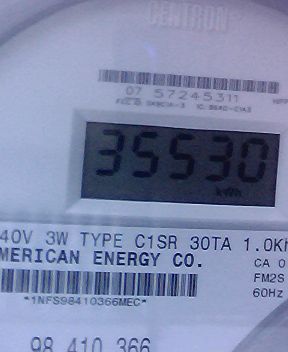 CENTRON
07 57245311
35530
kWh
40V 3W TYPE C1SR 30TA 1.0Kh
MERICAN ENERGY CO.
CA 0
FM2S
60Hz
*1NFS98410366MEC*
98 410 366